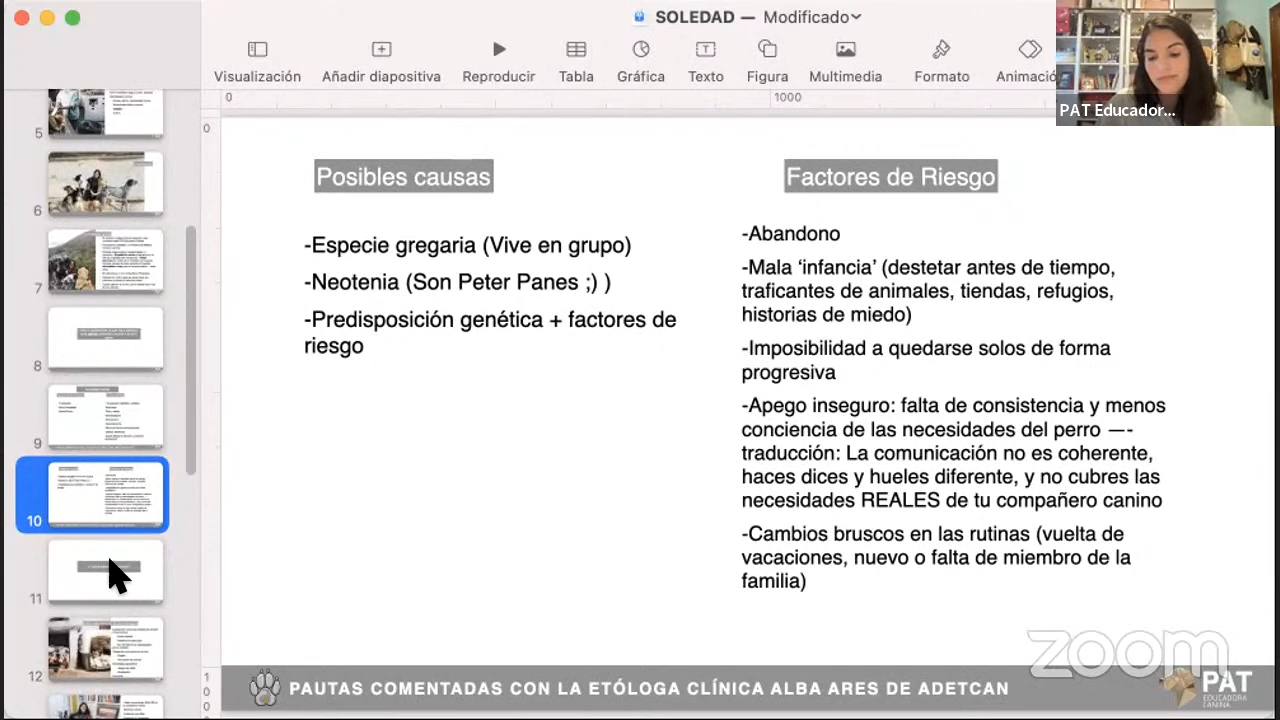 SOLEDAD — Modificado
Visualización
Añadir diapositiva
Reproducir
Tabla
Gráfica
Texto
Figura
Multimedia
Formato
Animació
PAT Educador...
0
1000
0
5
6
7
8
9
10
11
12
Posibles causas
-Especie gregaria (Vive en grupo)
-Neotenia (Son Peter Panes ;) )
-Predisposición genética + factores de
riesgo
Factores de Riesgo
-Abandono
-Mala 'infancia' (destetar antes de tiempo,
traficantes de animales, tiendas, refugios,
historias de miedo)
-Imposibilidad a quedarse solos de forma
progresiva
-Apego inseguro: falta de consistencia y menos
conciencia de las necesidades del perro —-
traducción: La comunicación no es coherente,
haces, dices y hueles diferente, y no cubres las
necesidades REALES de tu compañero canino
-Cambios bruscos en las rutinas (vuelta de
vacaciones, nuevo o falta de miembro de la
familia)
zoom
PAUTAS COMENTADAS CON LA ETÓLOGA CLÍNICA ALBA ARES DE ADETCAN
PAT
EDUCADORA
CANINA